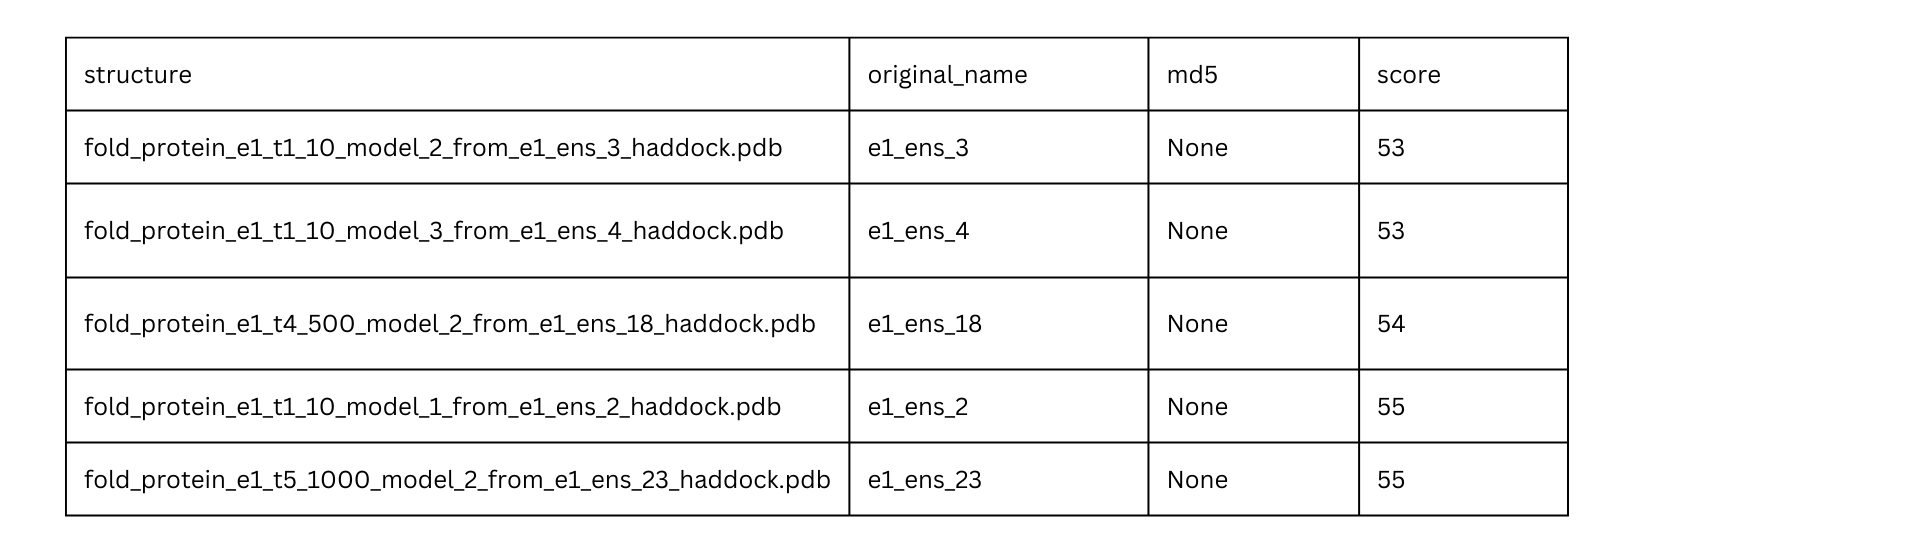 structure original_name md5 score
fold_protein_e1_t1_10_model_2_from_e1_ens_3_haddock.pdb e1_ens_3 None 53
fold_protein_e1_t1_10_model_3_from_e1_ens_4_haddock.pdb e1_ens_4 None 53
fold_protein_e1_t4_500_model_2_from_e1_ens_18_haddock.pdb e1_ens_18 None 54
fold_protein_e1_t1_10_model_1_from_e1_ens_2_haddock.pdb e1_ens_2 None 55
fold_protein_e1_t5_1000_model_2_from_e1_ens_23_haddock.pdb e1_ens_23 None 55